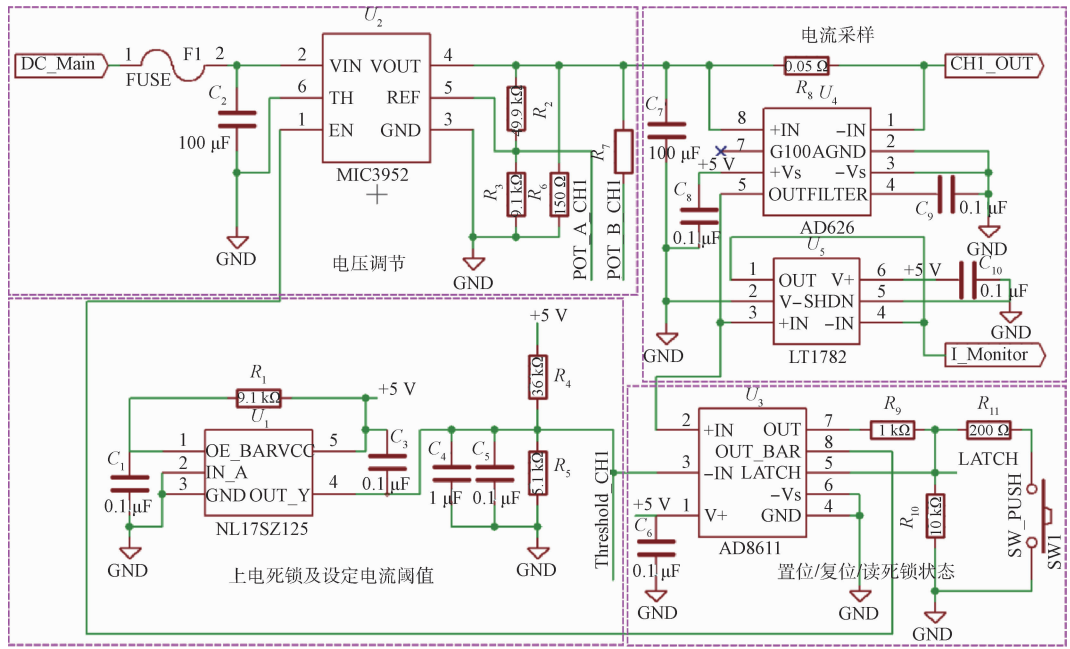 U2
DC_Main
1
F1
2
FUSE
C2
100 μF
GND
2
VIN
VOUT
4
6
TH
REF
5
1
EN
GND
3
MIC3952
49.9 kΩ
R2
R3
9.1 kΩ
R6
150 Ω
R7
POT_A_CH1
POT_B_CH1
GND
电压调节
电流采样
0.05 Ω
R8
CH1_OUT
C7
100 μF
U4
8
+IN
-IN
1
7
G100
AGND
2
+5 V
+Vs
-Vs
3
5
OUT
FILTER
4
AD626
C8
0.1 μF
C9
0.1 μF
GND
U5
1
OUT
V+
6
+5 V
2
V-
SHDN
5
3
+IN
-IN
4
LT1782
C10
0.1 μF
GND
GND
I_Monitor
R1
9.1 kΩ
+5 V
U1
1
OE_BAR
VCC
5
2
IN_A
3
GND
OUT_Y
4
NL17SZ125
C1
0.1 μF
GND
C3
0.1 μF
+5 V
36 kΩ
R4
C4
1 μF
C5
0.1 μF
5.1 kΩ
R5
GND
Threshold_CH1
上电死锁及设定电流阈值
U3
2
+IN
OUT
7
OUT_BAR
8
3
-IN
LATCH
5
-Vs
6
+5 V
1
V+
GND
4
AD8611
C6
0.1 μF
GND
GND
R9
1 kΩ
R11
200 Ω
LATCH
R10
10 kΩ
SW_PUSH
SW1
GND
置位/复位/读死锁状态